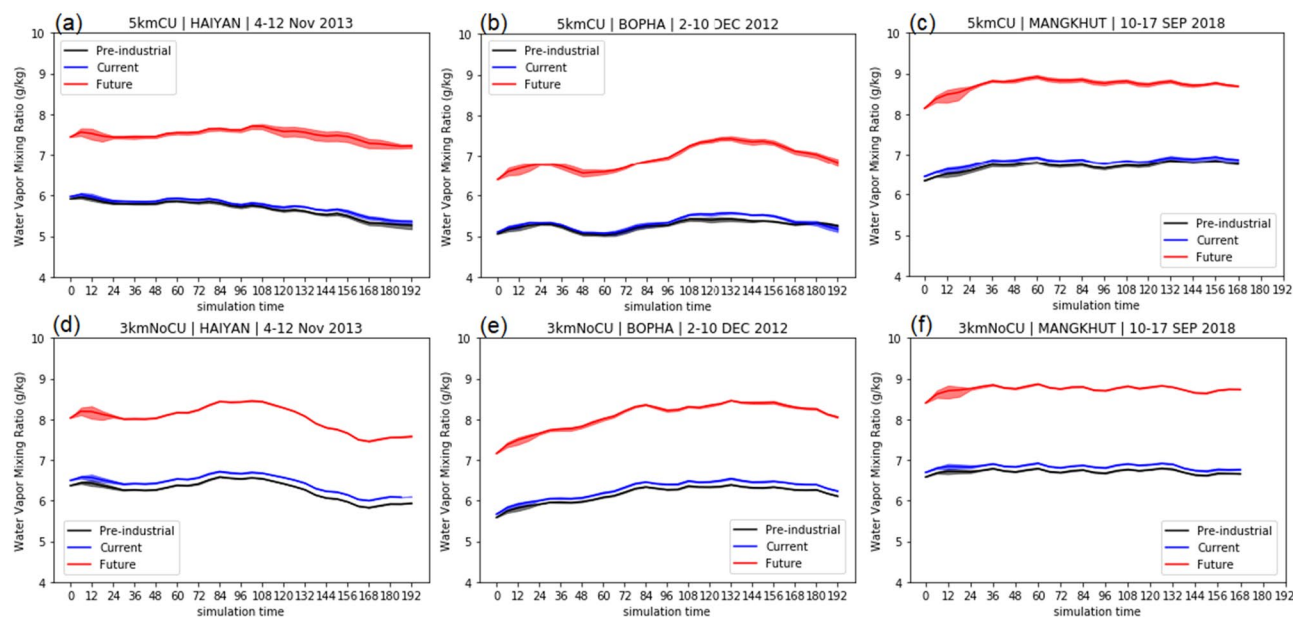 (a) 5kmCU | HAIYAN | 4-12 Nov 2013
10
9
8
7
6
5
4
Water Vapor Mixing Ratio (g/kg)
Pre-industrial
Current
Future
0 12 24 36 48 60 72 84 96 108 120 132 144 156 168 180 192
simulation time
(b) 5kmCU | BOPHA | 2-10 DEC 2012
10
9
8
7
6
5
4
Water Vapor Mixing Ratio (g/kg)
Pre-industrial
Current
Future
0 12 24 36 48 60 72 84 96 108 120 132 144 156 168 180 192
simulation time
(c) 5kmCU | MANGKHUT | 10-17 SEP 2018
10
9
8
7
6
5
4
Water Vapor Mixing Ratio (g/kg)
Pre-industrial
Current
Future
0 12 24 36 48 60 72 84 96 108 120 132 144 156 168 180 192
simulation time
(d) 3kmNoCU | HAIYAN | 4-12 Nov 2013
10
9
8
7
6
5
4
Water Vapor Mixing Ratio (g/kg)
Pre-industrial
Current
Future
0 12 24 36 48 60 72 84 96 108 120 132 144 156 168 180 192
simulation time
(e) 3kmNoCU | BOPHA | 2-10 DEC 2012
10
9
8
7
6
5
4
Water Vapor Mixing Ratio (g/kg)
Pre-industrial
Current
Future
0 12 24 36 48 60 72 84 96 108 120 132 144 156 168 180 192
simulation time
(f) 3kmNoCU | MANGKHUT | 10-17 SEP 2018
10
9
8
7
6
5
4
Water Vapor Mixing Ratio (g/kg)
Pre-industrial
Current
Future
0 12 24 36 48 60 72 84 96 108 120 132 144 156 168 180 192
simulation time